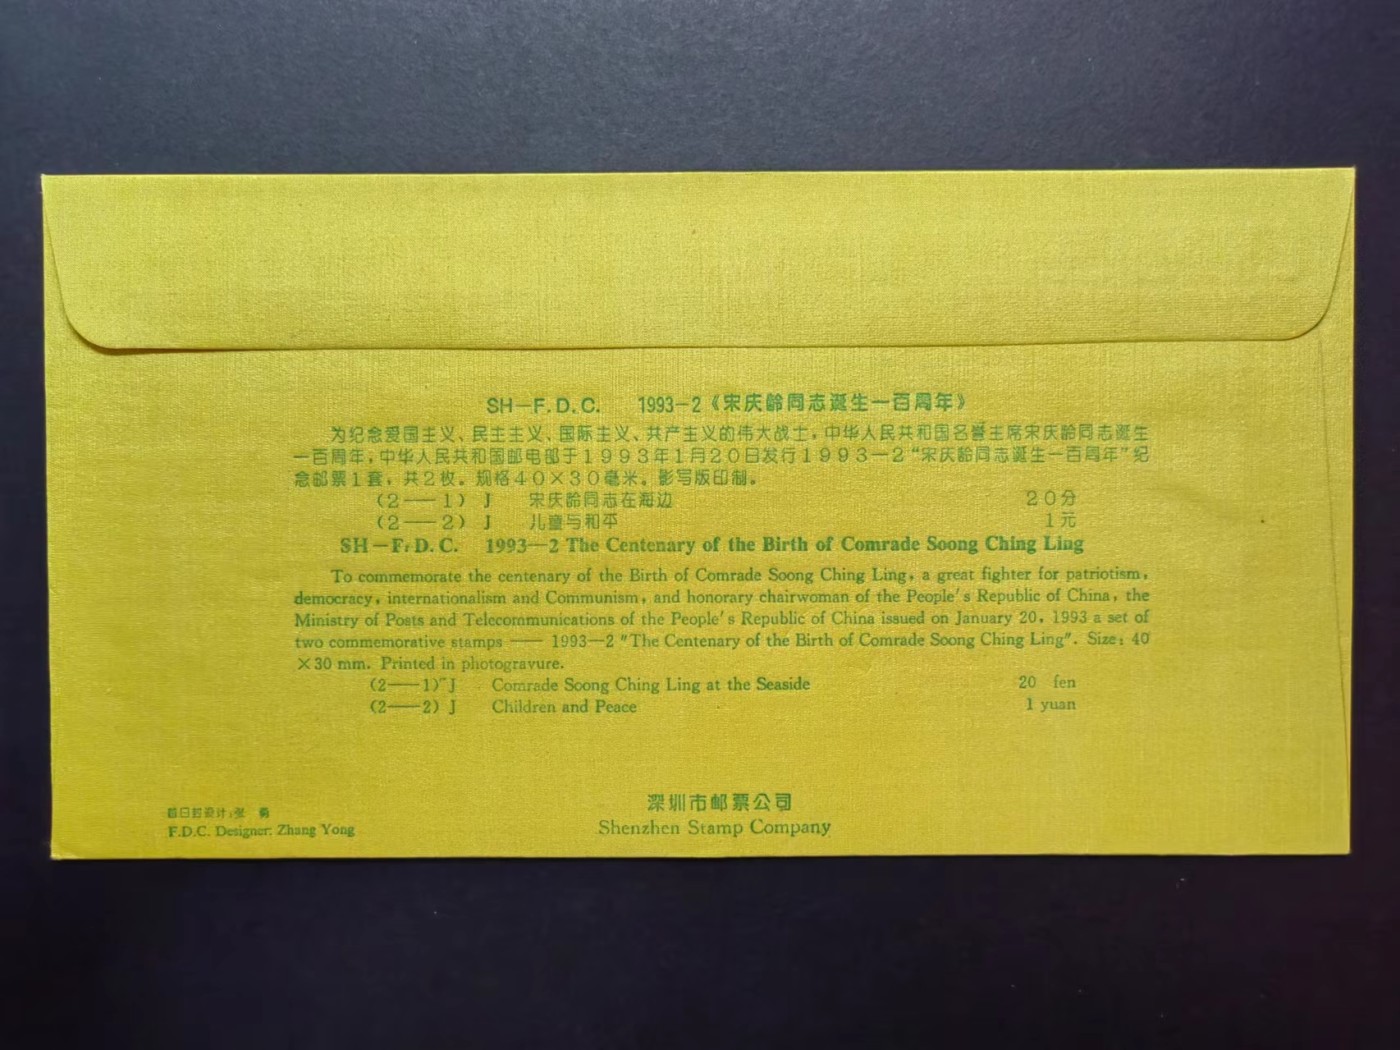 SH－F.D.C. 1993－2《宋庆龄同志诞生一百周年》
为纪念爱国主义、民主主义、国际主义、共产主义的伟大战士，中华人民共和国名誉主席宋庆龄同志诞生
一百周年，中华人民共和国邮电部于1993年1月20日发行1993－2“宋庆龄同志诞生一百周年”纪
念邮票1套，共2枚。规格40×30毫米。影写版印制。
(2——1) J 宋庆龄同志在海边 20分
(2——2) J 儿童与和平 1元
SH－F.D.C. 1993—2 The Centenary of the Birth of Comrade Soong Ching Ling
To commemorate the centenary of the Birth of Comrade Soong Ching Ling, a great fighter for patriotism,
democracy, internationalism and Communism, and honorary chairwoman of the People's Republic of China, the
Ministry of Posts and Telecommunications of the People's Republic of China issued on January 20, 1993 a set of
two commemorative stamps —— 1993—2 "The Centenary of the Birth of Comrade Soong Ching Ling". Size: 40
×30 mm. Printed in photogravure.
(2——1) J Comrade Soong Ching Ling at the Seaside 20 fen
(2——2) J Children and Peace 1 yuan
首日封设计：张 勇
F.D.C. Designer: Zhang Yong
深圳市邮票公司
Shenzhen Stamp Company